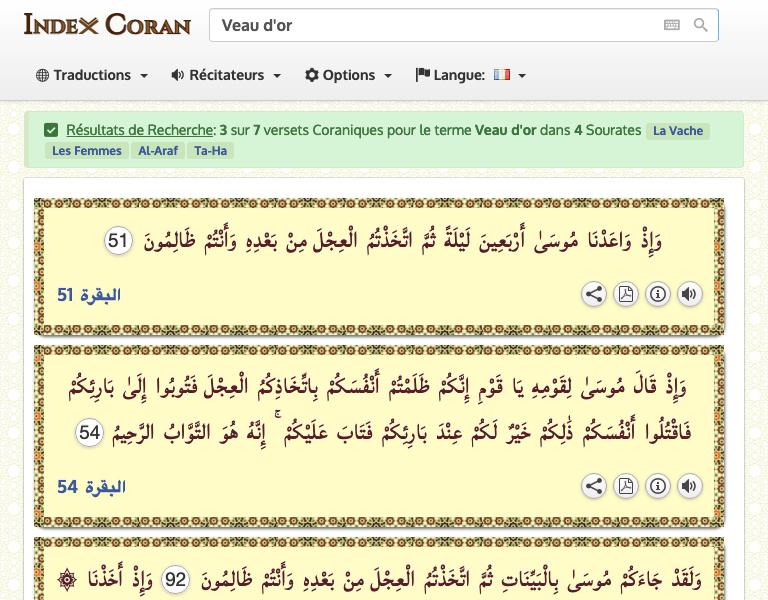 Index Coran
Veau d'or
Traductions Récitateurs Options Langue:
Résultats de Recherche: 3 sur 7 versets Coraniques pour le terme Veau d'or dans 4 Sourates La Vache
Les Femmes Al-Araf Ta-Ha
وَإِذْ وَاعَدْنَا مُوسَىٰ أَرْبَعِينَ لَيْلَةً ثُمَّ اتَّخَذْتُمُ الْعِجْلَ مِنْ بَعْدِهِ وَأَنْتُمْ ظَالِمُونَ 51
البقرة 51
وَإِذْ قَالَ مُوسَىٰ لِقَوْمِهِ يَا قَوْمِ إِنَّكُمْ ظَلَمْتُمْ أَنْفُسَكُمْ بِاتِّخَاذِكُمُ الْعِجْلَ فَتُوبُوا إِلَىٰ بَارِئِكُمْ
فَاقْتُلُوا أَنْفُسَكُمْ ذَٰلِكُمْ خَيْرٌ لَكُمْ عِنْدَ بَارِئِكُمْ فَتَابَ عَلَيْكُمْ ۚ إِنَّهُ هُوَ التَّوَّابُ الرَّحِيمُ 54
البقرة 54
وَلَقَدْ جَاءَكُمْ مُوسَىٰ بِالْبَيِّنَاتِ ثُمَّ اتَّخَذْتُمُ الْعِجْلَ مِنْ بَعْدِهِ وَأَنْتُمْ ظَالِمُونَ 92 وَإِذْ أَخَذْنَا ۞